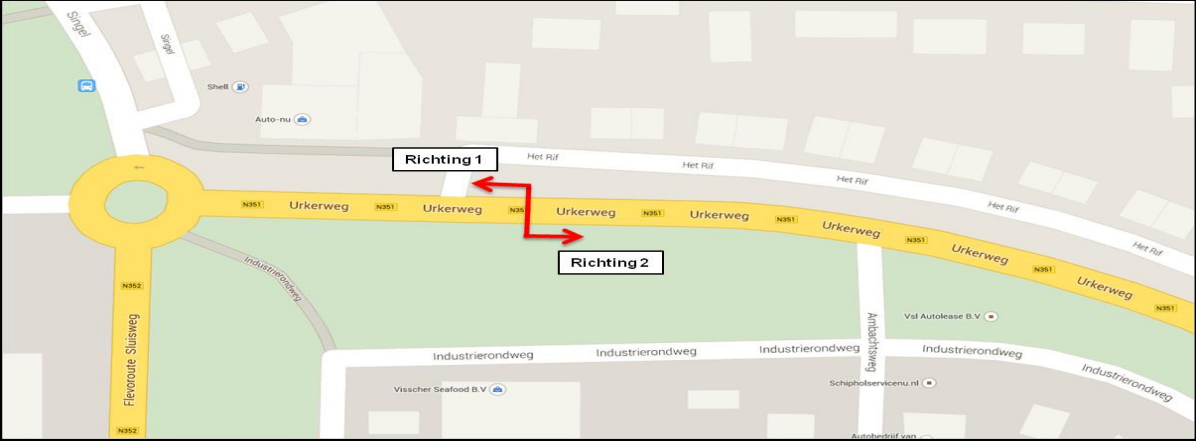 Singel
Singel
Shell
Auto-nu
Richting 1
Het Rif
Het Rif
Het Rif
Het Rif
Het Rif
N351
Urkerweg
N351
Urkerweg
N351
Urkerweg
N351
Urkerweg
N351
Urkerweg
N351
Urkerweg
N351
Urkerweg
N351
Richting 2
Industrierondweg
N352
Flevoroute Sluisweg
N352
Vsl Autolease B.V
Ambachtsweg
Industrierondweg
Industrierondweg
Industrierondweg
Industrierondweg
Industrierondweg
Visscher Seafood B.V
Schipholservicenu.nl
Autobedrijf van